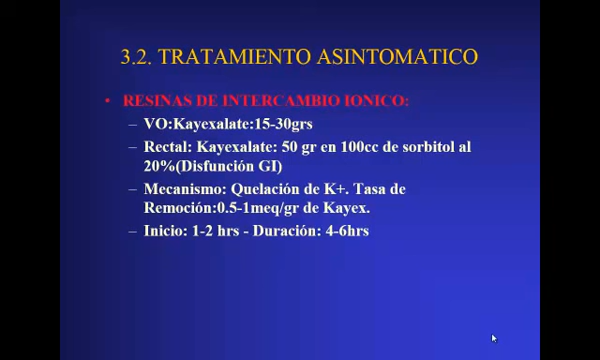 3.2. TRATAMIENTO ASINTOMATICO
• RESINAS DE INTERCAMBIO IONICO:
– VO:Kayexalate:15-30grs
– Rectal: Kayexalate: 50 gr en 100cc de sorbitol al
20%(Disfunción GI)
– Mecanismo: Quelación de K+. Tasa de
Remoción:0.5-1meq/gr de Kayex.
– Inicio: 1-2 hrs - Duración: 4-6hrs